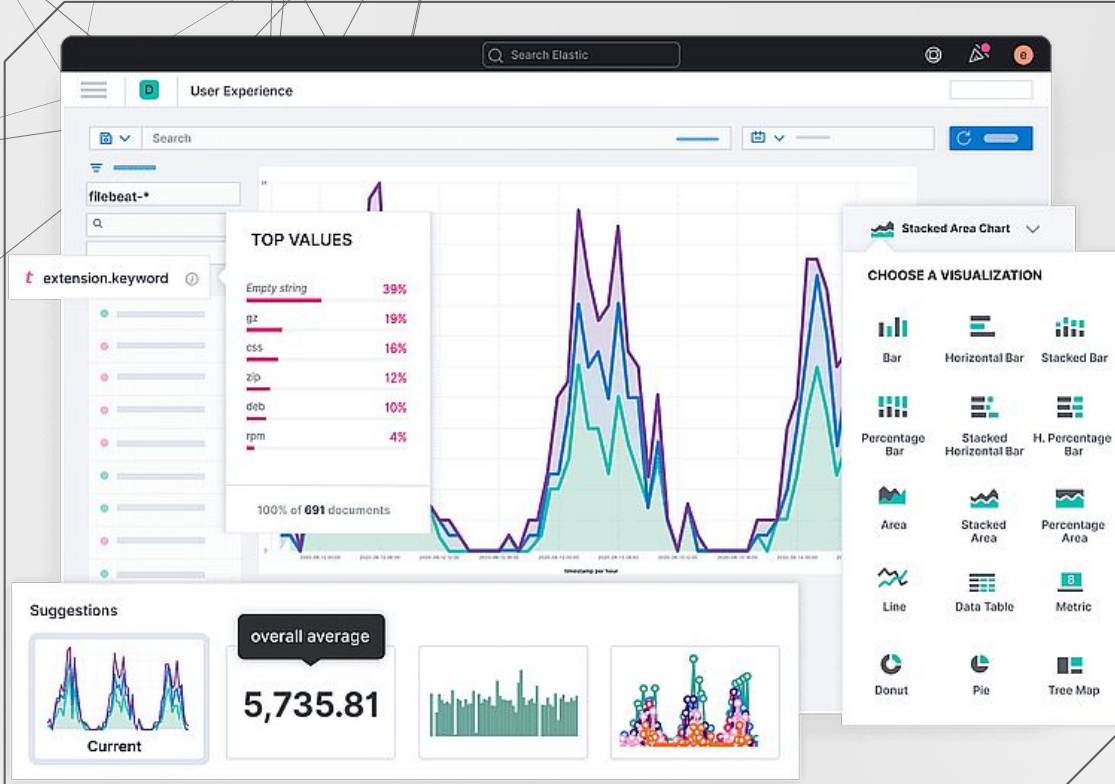 Search Elastic
e
D
User Experience
Search
filebeat-*
t extension.keyword
TOP VALUES
Empty string 39%
gz 19%
css 16%
zip 12%
deb 10%
rpm 4%
100% of 691 documents
timestamp per hour
Stacked Area Chart
CHOOSE A VISUALIZATION
Bar
Horizontal Bar
Stacked Bar
Percentage
Bar
Stacked
Horizontal Bar
H. Percentage
Bar
Area
Stacked
Area
Percentage
Area
Line
Data Table
8
Metric
Donut
Pie
Tree Map
Suggestions
Current
overall average
5,735.81